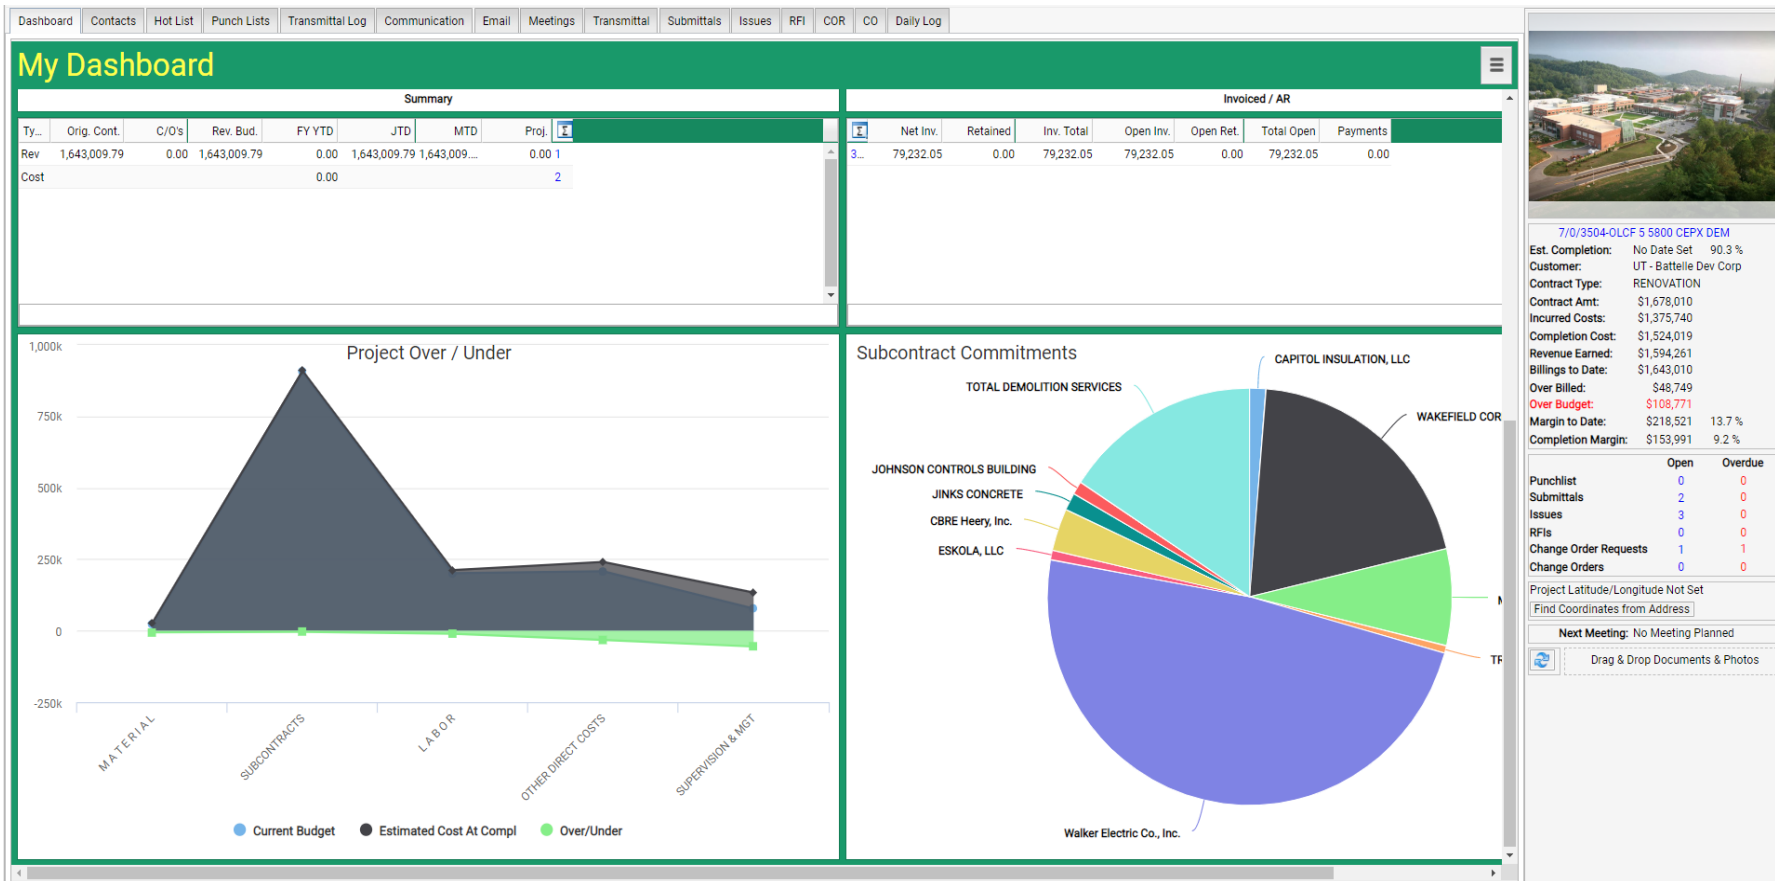 Dashboard Contacts Hot List Punch Lists Transmittal Log Communication Email Meetings Transmittal Submittals Issues RFI COR CO Daily Log
My Dashboard
Summary
Ty... Orig. Cont. C/O's Rev. Bud. FY YTD JTD MTD Proj. Σ
Rev 1,643,009.79 0.00 1,643,009.79 0.00 1,643,009.79 1,643,009.... 0.00 1
Cost 0.00 2
Invoiced / AR
Σ Net Inv. Retained Inv. Total Open Inv. Open Ret. Total Open Payments
3... 79,232.05 0.00 79,232.05 79,232.05 0.00 79,232.05 0.00
Project Over / Under
1,000k
750k
500k
250k
0
-250k
MATERIAL
SUBCONTRACTS
LABOR
OTHER DIRECT COSTS
SUPERVISION & MGT
Current Budget Estimated Cost At Compl Over/Under
Subcontract Commitments
CAPITOL INSULATION, LLC
TOTAL DEMOLITION SERVICES
WAKEFIELD COR
JOHNSON CONTROLS BUILDING
JINKS CONCRETE
CBRE Heery, Inc.
ESKOLA, LLC
TR
Walker Electric Co., Inc.
7/0/3504-OLCF 5 5800 CEPX DEM
Est. Completion: No Date Set 90.3 %
Customer: UT - Battelle Dev Corp
Contract Type: RENOVATION
Contract Amt: $1,678,010
Incurred Costs: $1,375,740
Completion Cost: $1,524,019
Revenue Earned: $1,594,261
Billings to Date: $1,643,010
Over Billed: $48,749
Over Budget: $108,771
Margin to Date: $218,521 13.7 %
Completion Margin: $153,991 9.2 %
Open Overdue
Punchlist 0 0
Submittals 2 0
Issues 3 0
RFIs 0 0
Change Order Requests 1 1
Change Orders 0 0
Project Latitude/Longitude Not Set
Find Coordinates from Address
Next Meeting: No Meeting Planned
Drag & Drop Documents & Photos